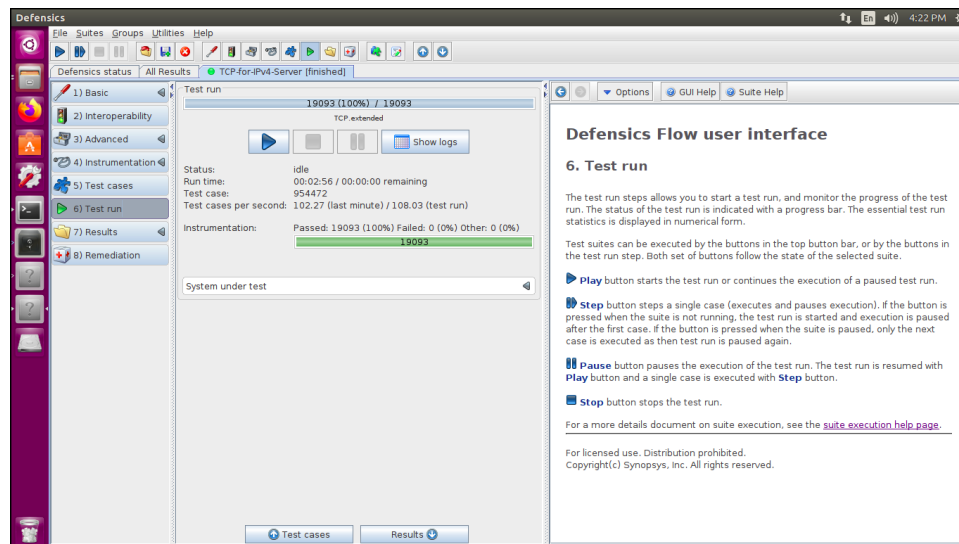 Defensics
En
4:22 PM
File Suites Groups Utilities Help
Defensics status
All Results
TCP-for-IPv4-Server [finished]
1) Basic
2) Interoperability
3) Advanced
4) Instrumentation
5) Test cases
6) Test run
7) Results
8) Remediation
Test run
19093 (100%) / 19093
TCP.extended
Show logs
Status: idle
Run time: 00:02:56 / 00:00:00 remaining
Test case: 954472
Test cases per second: 102.27 (last minute) / 108.03 (test run)
Instrumentation: Passed: 19093 (100%) Failed: 0 (0%) Other: 0 (0%)
19093
System under test
Test cases
Results
Options
GUI Help
Suite Help
Defensics Flow user interface
6. Test run
The test run steps allows you to start a test run, and monitor the progress of the test
run. The status of the test run is indicated with a progress bar. The essential test run
statistics is displayed in numerical form.
Test suites can be executed by the buttons in the top button bar, or by the buttons in
the test run step. Both set of buttons follow the state of the selected suite.
Play button starts the test run or continues the execution of a paused test run.
Step button steps a single case (executes and pauses execution). If the button is
pressed when the suite is not running, the test run is started and execution is paused
after the first case. If the button is pressed when the suite is paused, only the next
case is executed as then test run is paused again.
Pause button pauses the execution of the test run. The test run is resumed with
Play button and a single case is executed with Step button.
Stop button stops the test run.
For a more details document on suite execution, see the suite execution help page.
For licensed use. Distribution prohibited.
Copyright(c) Synopsys, Inc. All rights reserved.